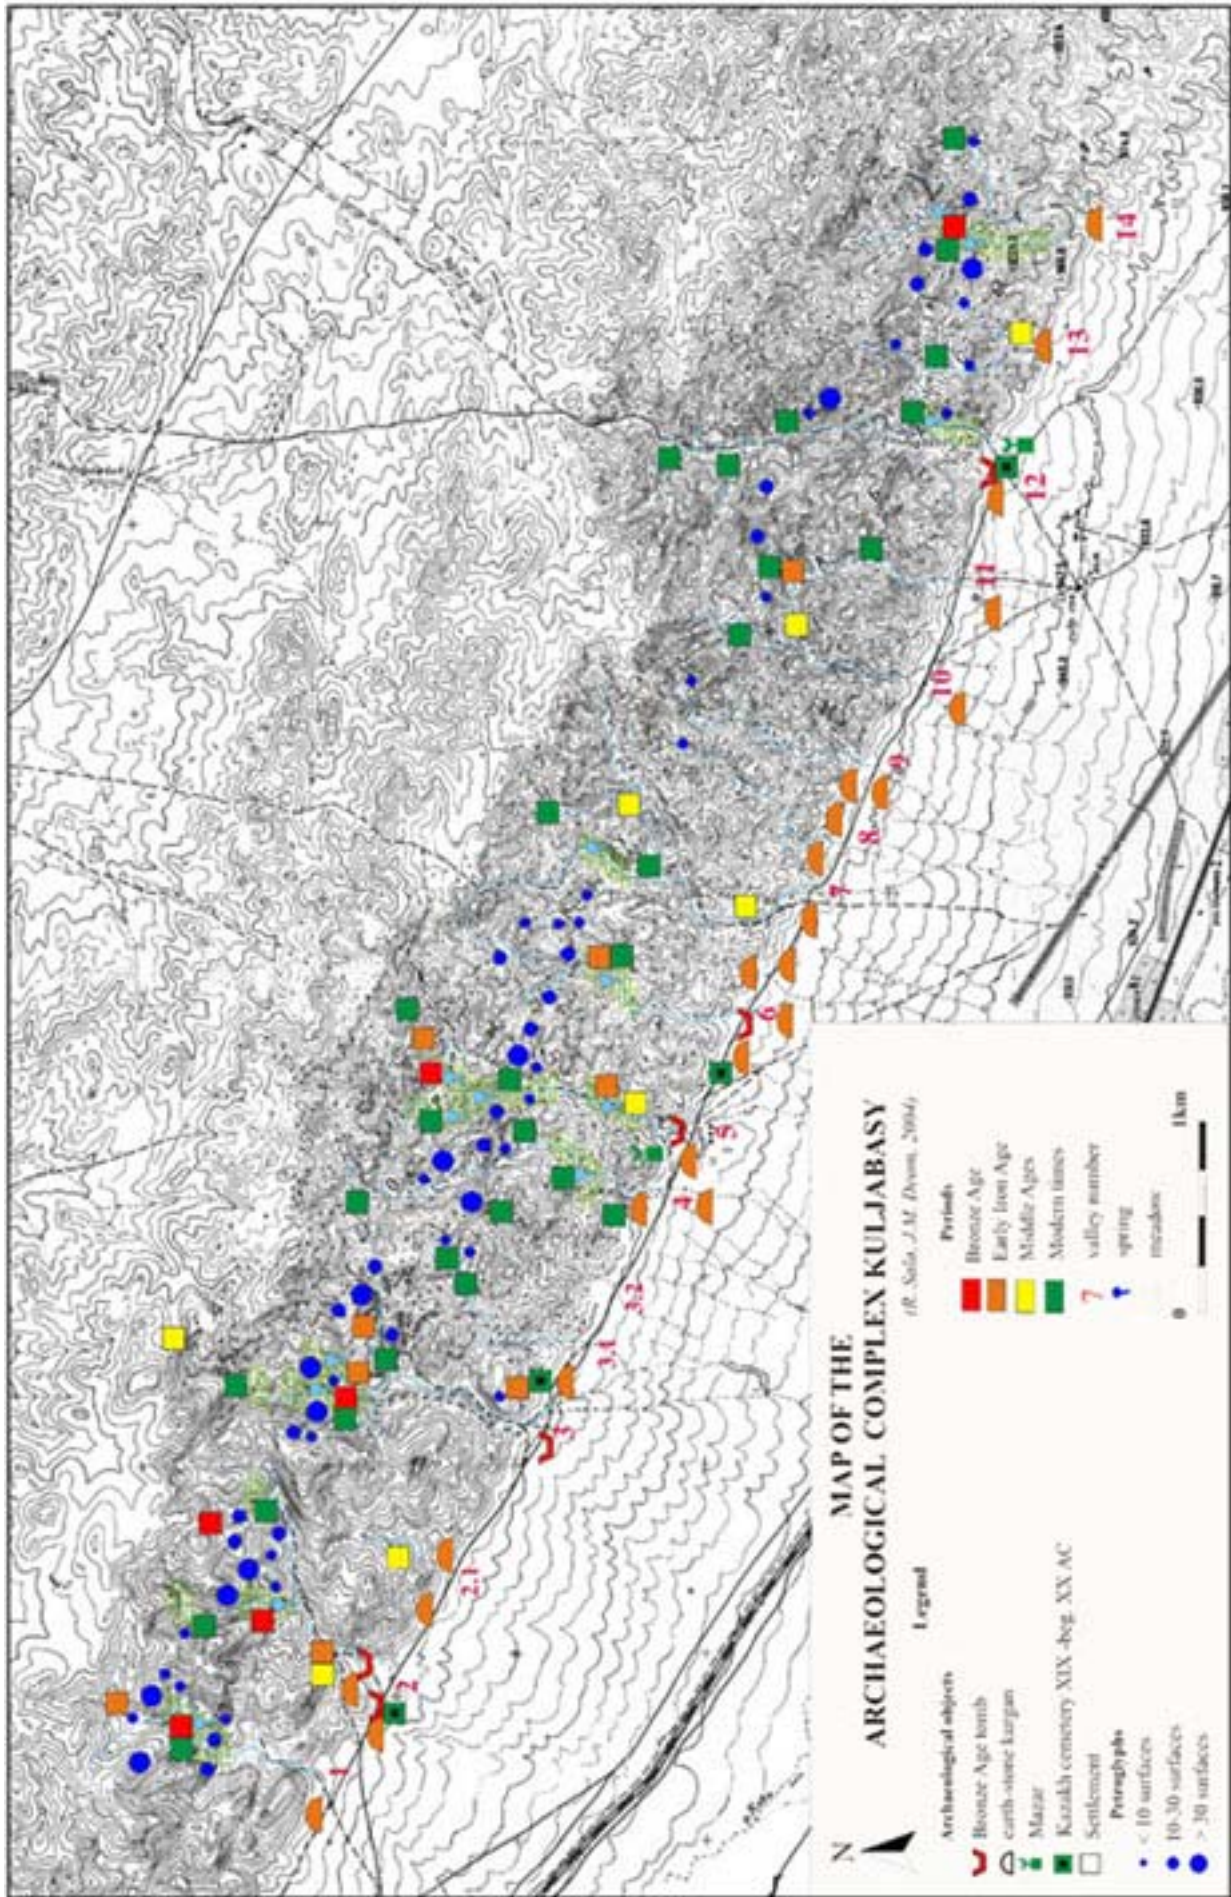 MAP OF THE
ARCHAEOLOGICAL COMPLEX KULJABASY
(R. Sala, J.M. Deom, 2004)
Legend
Archaeological objects
Bronze Age tomb
earth-stone kurgan
Mazar
Kazakh cemetery XIX -beg. XX AC
Settlement
Petroglyphs
< 10 surfaces
10-30 surfaces
> 30 surfaces
Periods
Bronze Age
Early Iron Age
Middle Ages
Modern times
7 valley number
spring
meadow
0 1km
N
1
2
2.1
3
3.1
3.2
4
5
6
7
8
9
10
11
12
13
14